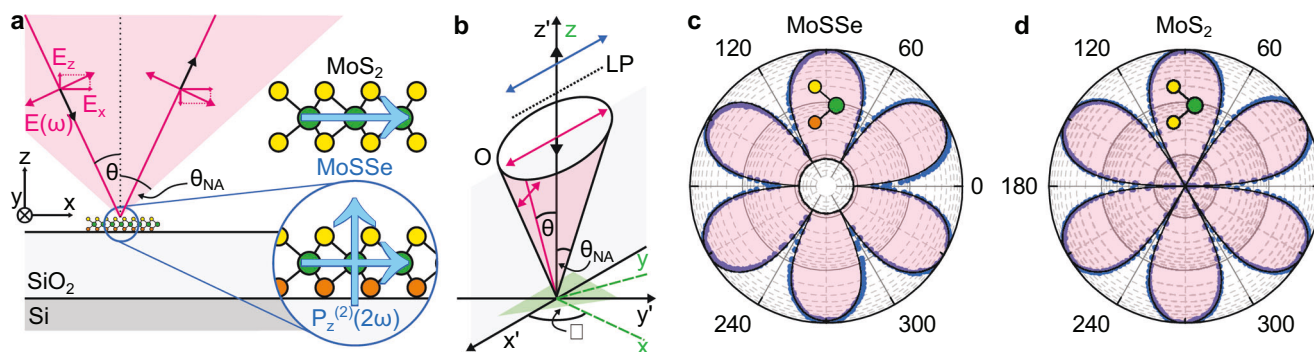 a
E_z
E_x
E(ω)
θ
θ_NA
z
y
x
MoS₂
MoSSe
SiO₂
Si
P_z^(2)(2ω)
b
z'
z
LP
O
θ
θ_NA
y
y'
x'
x
□
c
MoSSe
120
60
0
240
300
d
MoS₂
120
60
180
240
300